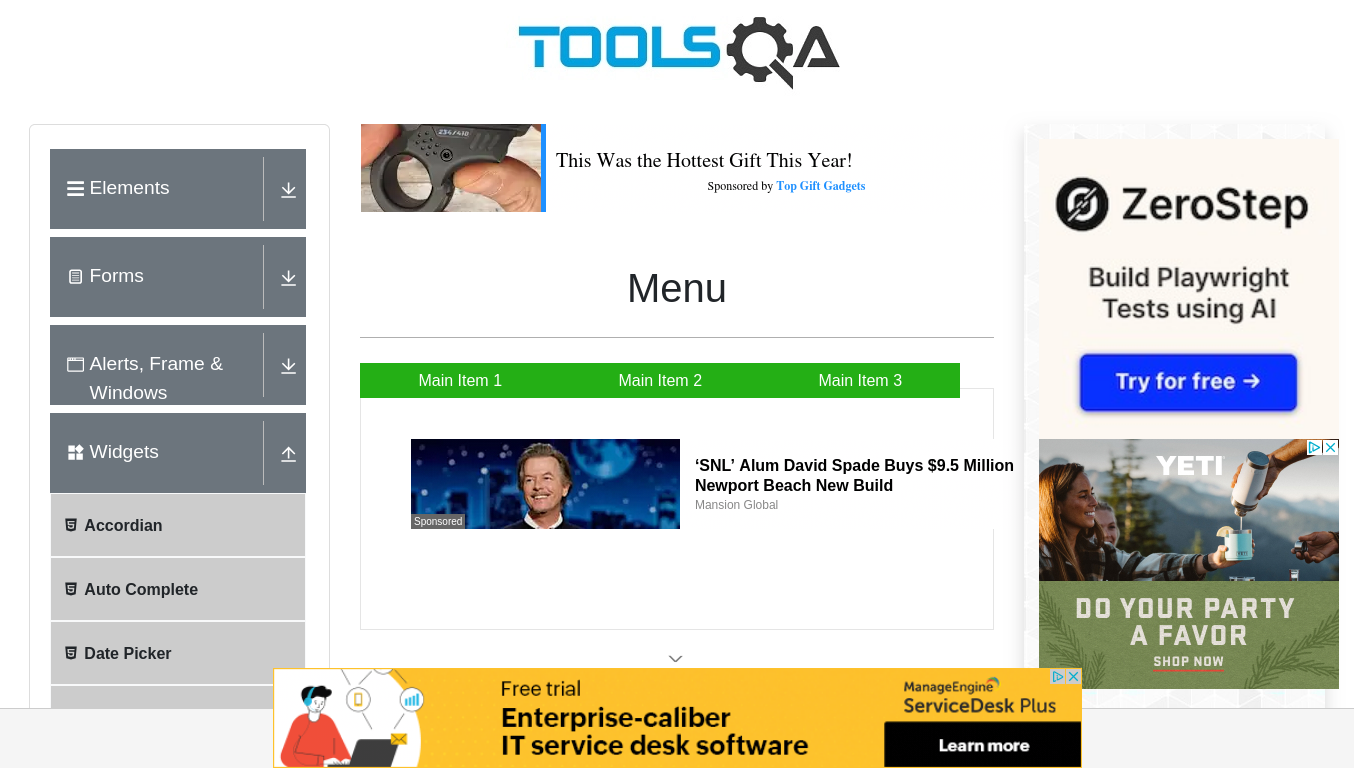 TOOLSQA
Elements
Forms
Alerts, Frame &
Windows
Widgets
Accordian
Auto Complete
Date Picker
234/410
This Was the Hottest Gift This Year!
Sponsored by Top Gift Gadgets
Menu
Main Item 1
Main Item 2
Main Item 3
Sponsored
‘SNL’ Alum David Spade Buys $9.5 Million
Newport Beach New Build
Mansion Global
ZeroStep
Build Playwright
Tests using AI
Try for free →
YETI
DO YOUR PARTY
A FAVOR
SHOP NOW
Free trial
Enterprise-caliber
IT service desk software
ManageEngine
ServiceDesk Plus
Learn more